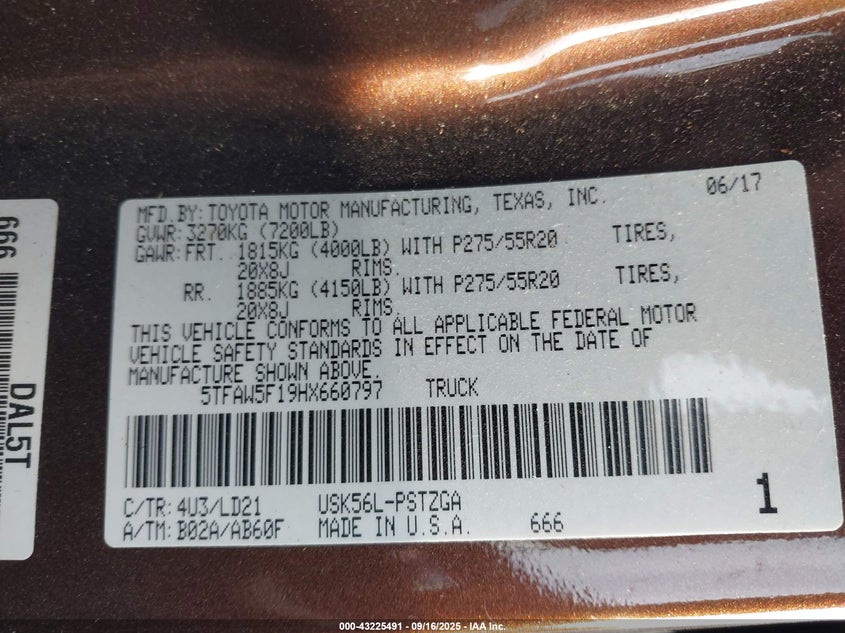 MFD.BY: TOYOTA MOTOR MANUFACTURING, TEXAS, INC. 06/17
GVWR: 3270KG (7200LB)
GAWR: FRT. 1815KG (4000LB) WITH P275/55R20 TIRES,
20X8J RIMS.
RR. 1885KG (4150LB) WITH P275/55R20 TIRES,
20X8J RIMS.
THIS VEHICLE CONFORMS TO ALL APPLICABLE FEDERAL MOTOR
VEHICLE SAFETY STANDARDS IN EFFECT ON THE DATE OF
MANUFACTURE SHOWN ABOVE.
5TFAW5F19HX660797 TRUCK
C/TR: 4U3/LD21 USK56L-PSTZGA
A/TM: B02A/AB60F MADE IN U.S.A. 666
1
666
DAL5T
000-43225491 - 09/16/2025 - IAA Inc.